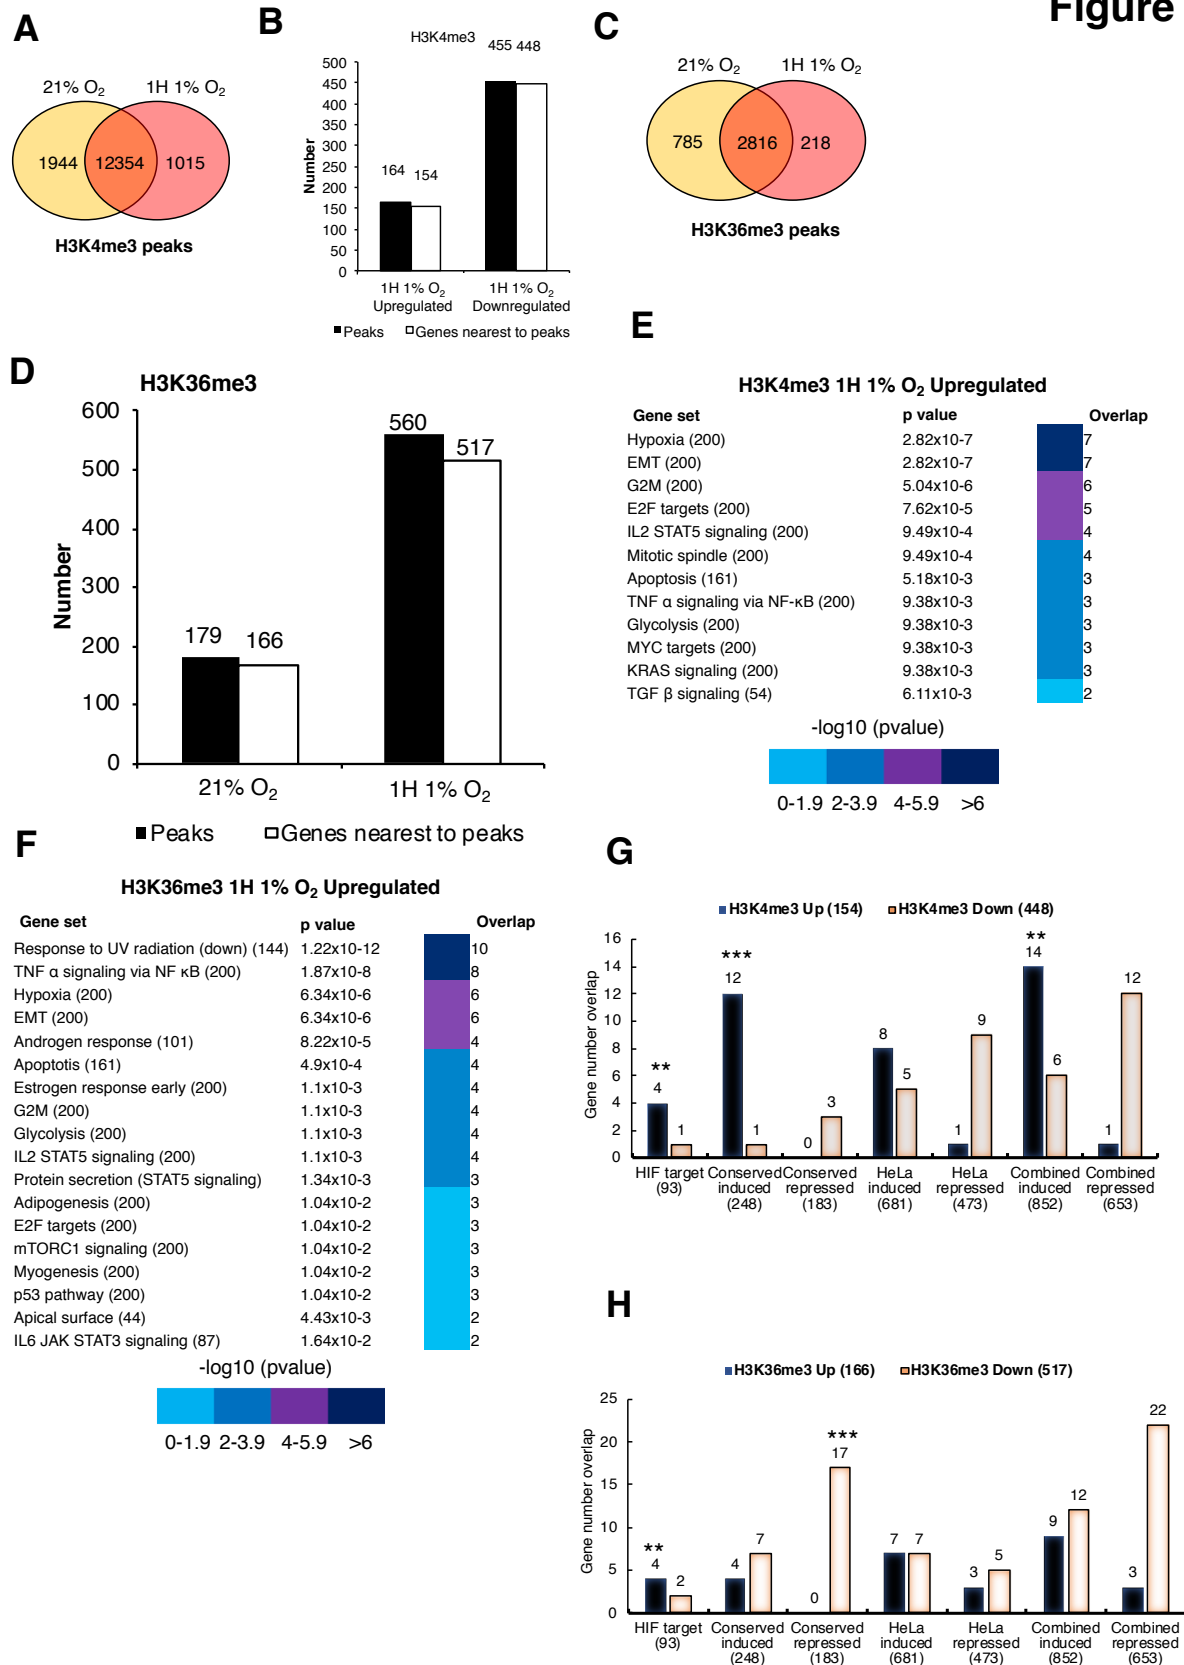 Figure
A
21% O2
1H 1% O2
1944
12354
1015
H3K4me3 peaks
B
H3K4me3
455 448
164
154
Number
500
450
400
350
300
250
200
150
100
50
0
1H 1% O2
Upregulated
1H 1% O2
Downregulated
Peaks
Genes nearest to peaks
C
21% O2
1H 1% O2
785
2816
218
H3K36me3 peaks
D
H3K36me3
Number
600
500
400
300
200
100
0
179
166
560
517
21% O2
1H 1% O2
Peaks
Genes nearest to peaks
E
H3K4me3 1H 1% O2 Upregulated
Gene set p value Overlap
Hypoxia (200) 2.82x10-7 7
EMT (200) 2.82x10-7 7
G2M (200) 5.04x10-6 6
E2F targets (200) 7.62x10-5 5
IL2 STAT5 signaling (200) 9.49x10-4 4
Mitotic spindle (200) 9.49x10-4 4
Apoptosis (161) 5.18x10-3 3
TNF α signaling via NF-κB (200) 9.38x10-3 3
Glycolysis (200) 9.38x10-3 3
MYC targets (200) 9.38x10-3 3
KRAS signaling (200) 9.38x10-3 3
TGF β signaling (54) 6.11x10-3 2
-log10 (pvalue)
0-1.9 2-3.9 4-5.9 >6
F
H3K36me3 1H 1% O2 Upregulated
Gene set p value Overlap
Response to UV radiation (down) (144) 1.22x10-12 10
TNF α signaling via NF κB (200) 1.87x10-8 8
Hypoxia (200) 6.34x10-6 6
EMT (200) 6.34x10-6 6
Androgen response (101) 8.22x10-5 4
Apoptotis (161) 4.9x10-4 4
Estrogen response early (200) 1.1x10-3 4
G2M (200) 1.1x10-3 4
Glycolysis (200) 1.1x10-3 4
IL2 STAT5 signaling (200) 1.1x10-3 4
Protein secretion (STAT5 signaling) 1.34x10-3 3
Adipogenesis (200) 1.04x10-2 3
E2F targets (200) 1.04x10-2 3
mTORC1 signaling (200) 1.04x10-2 3
Myogenesis (200) 1.04x10-2 3
p53 pathway (200) 1.04x10-2 3
Apical surface (44) 4.43x10-3 2
IL6 JAK STAT3 signaling (87) 1.64x10-2 2
-log10 (pvalue)
0-1.9 2-3.9 4-5.9 >6
G
H3K4me3 Up (154)
H3K4me3 Down (448)
Gene number overlap
16
14
12
10
8
6
4
2
0
**
4
1
***
12
1
0
3
8
5
1
9
**
14
6
1
12
HIF target
(93)
Conserved
induced
(248)
Conserved
repressed
(183)
HeLa
induced
(681)
HeLa
repressed
(473)
Combined
induced
(852)
Combined
repressed
(653)
H
H3K36me3 Up (166)
H3K36me3 Down (517)
Gene number overlap
25
20
15
10
5
0
**
4
2
4
7
0
***
17
7
7
3
5
9
12
3
22
HIF target
(93)
Conserved
induced
(248)
Conserved
repressed
(183)
HeLa
induced
(681)
HeLa
repressed
(473)
Combined
induced
(852)
Combined
repressed
(653)